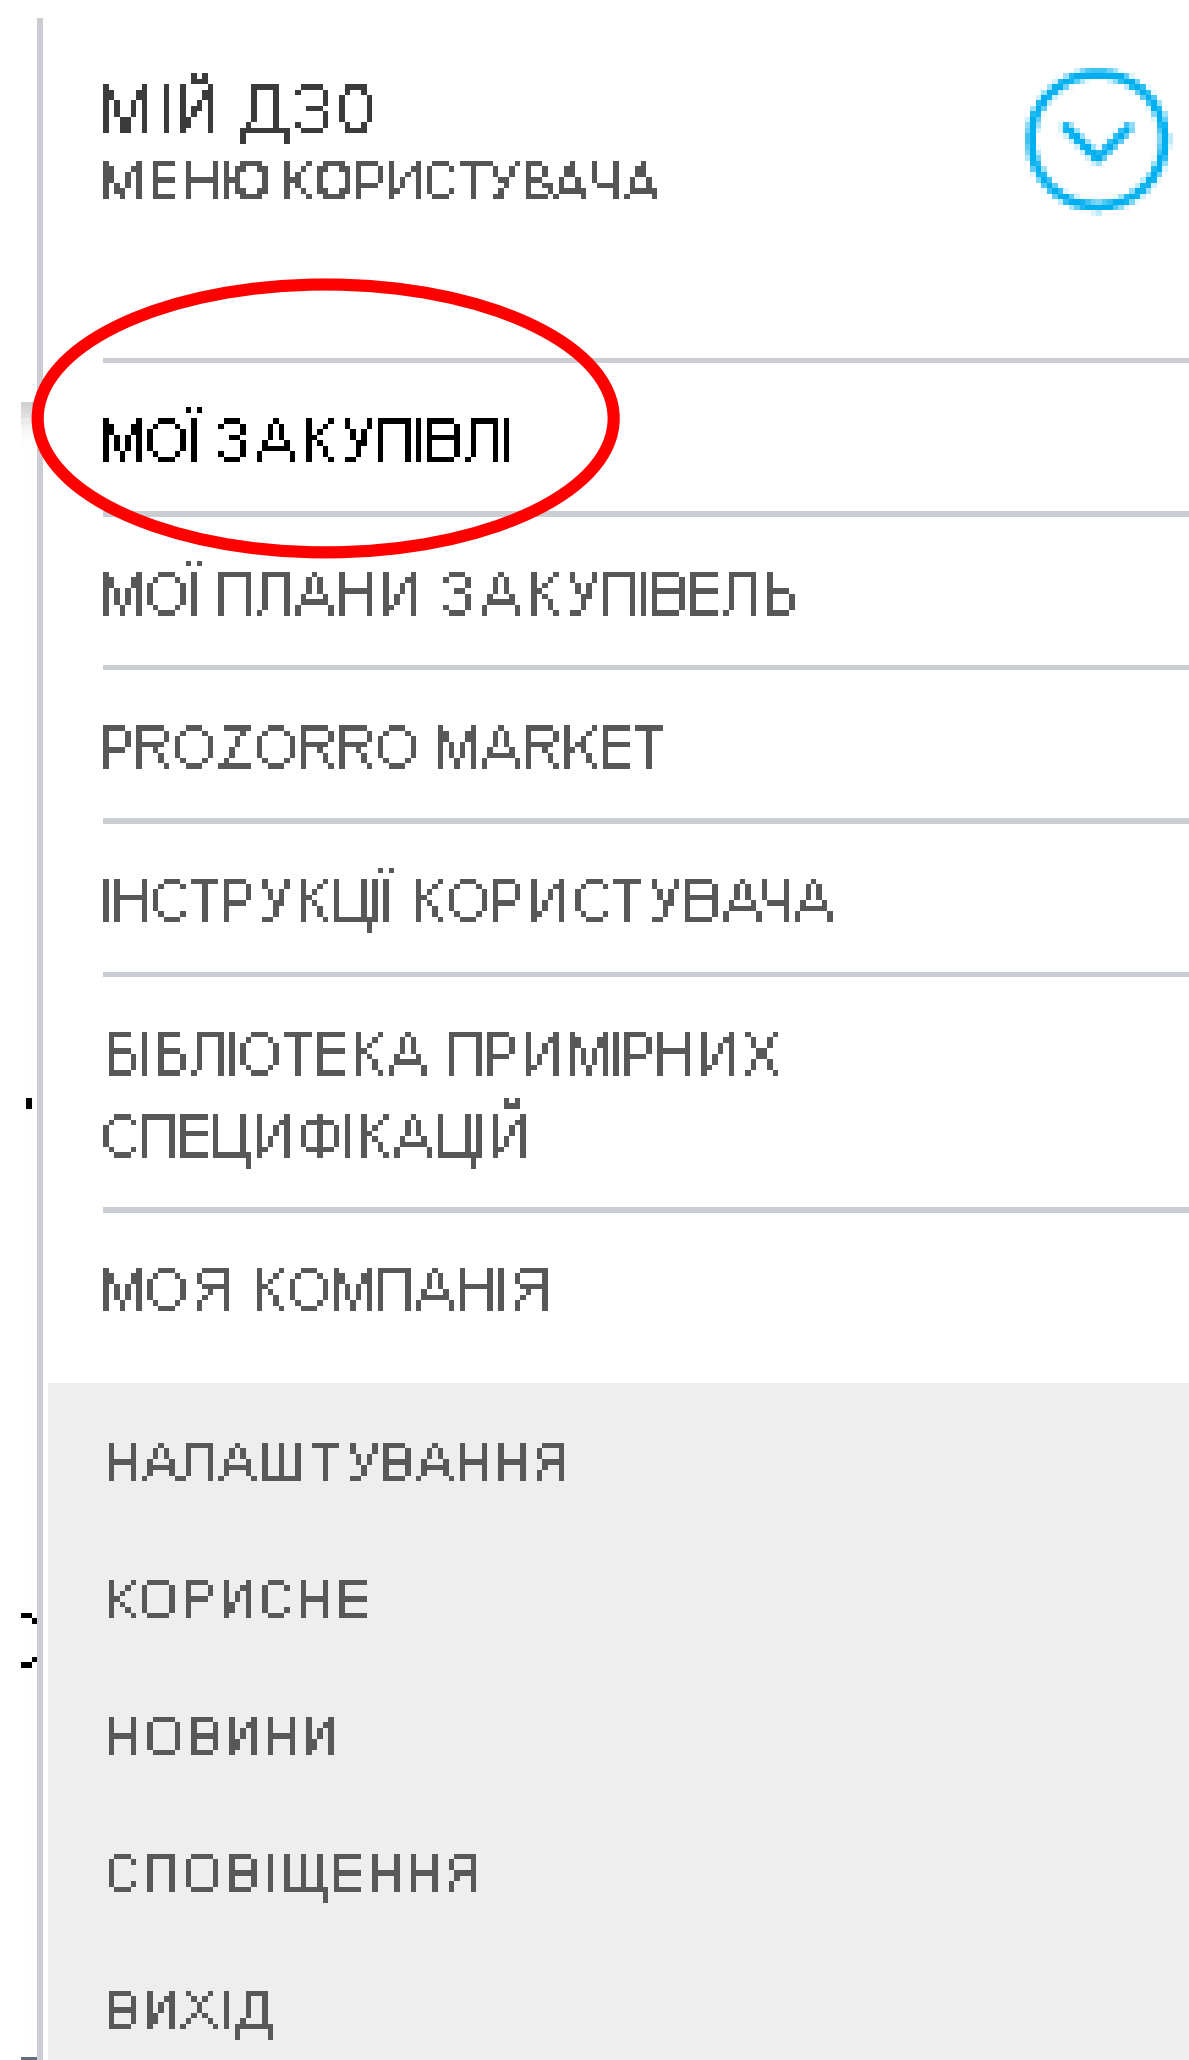 МІЙ ДЗО
МЕНЮ КОРИСТУВАЧА
МОЇ ЗАКУПІВЛІ
МОЇ ПЛАНИ ЗАКУПІВЕЛЬ
PROZORRO MARKET
ІНСТРУКЦІЇ КОРИСТУВАЧА
БІБЛІОТЕКА ПРИМІРНИХ
СПЕЦИФІКАЦІЙ
МОЯ КОМПАНІЯ
НАЛАШТУВАННЯ
КОРИСНЕ
НОВИНИ
СПОВІЩЕННЯ
ВИХІД